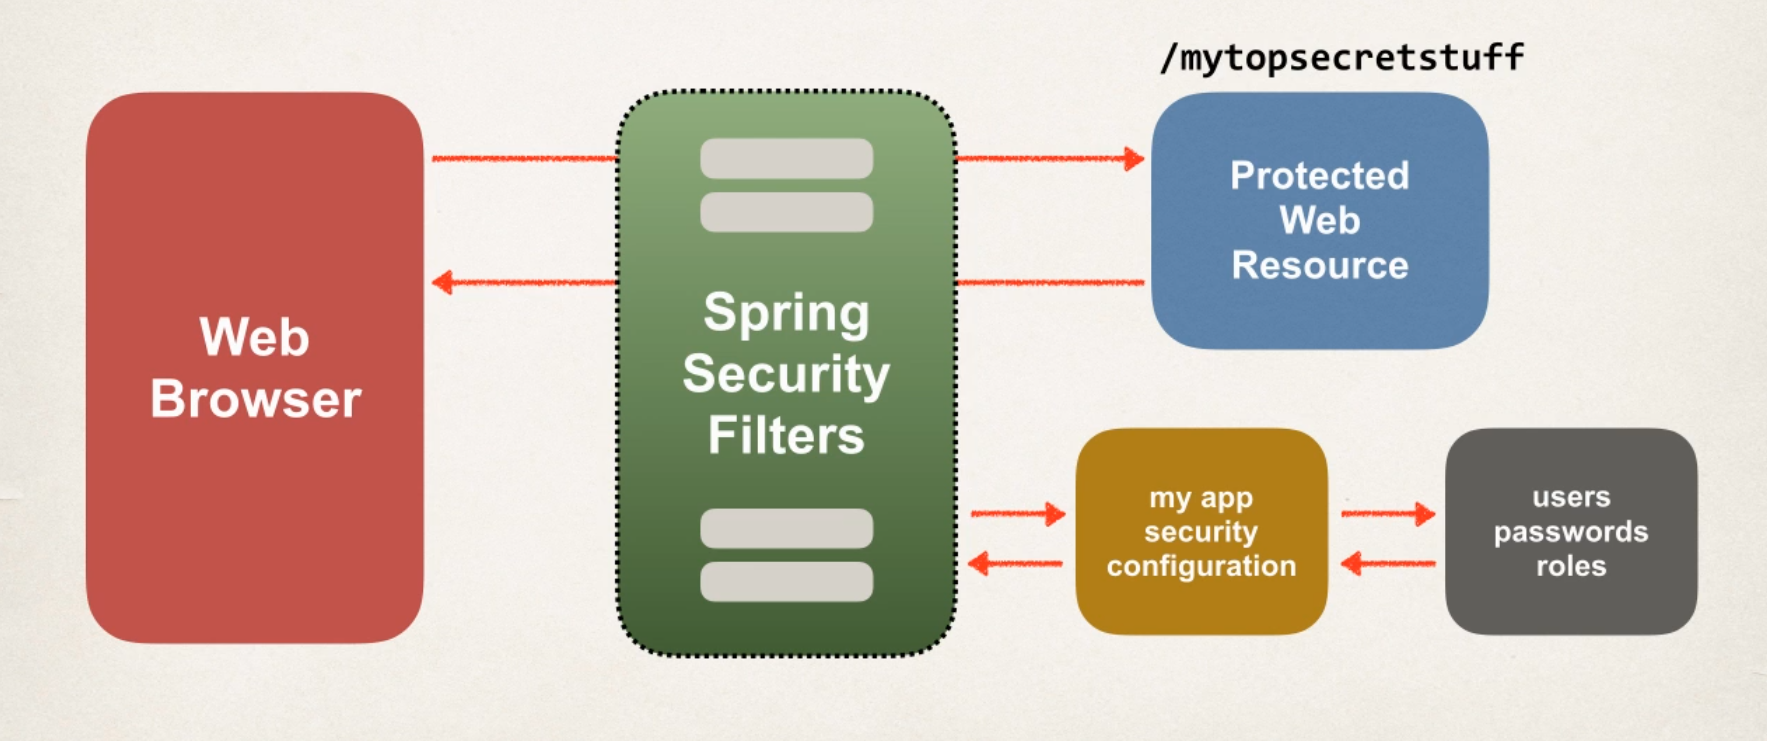 /mytopsecretstuff
Web
Browser
Spring
Security
Filters
Protected
Web
Resource
my app
security
configuration
users
passwords
roles